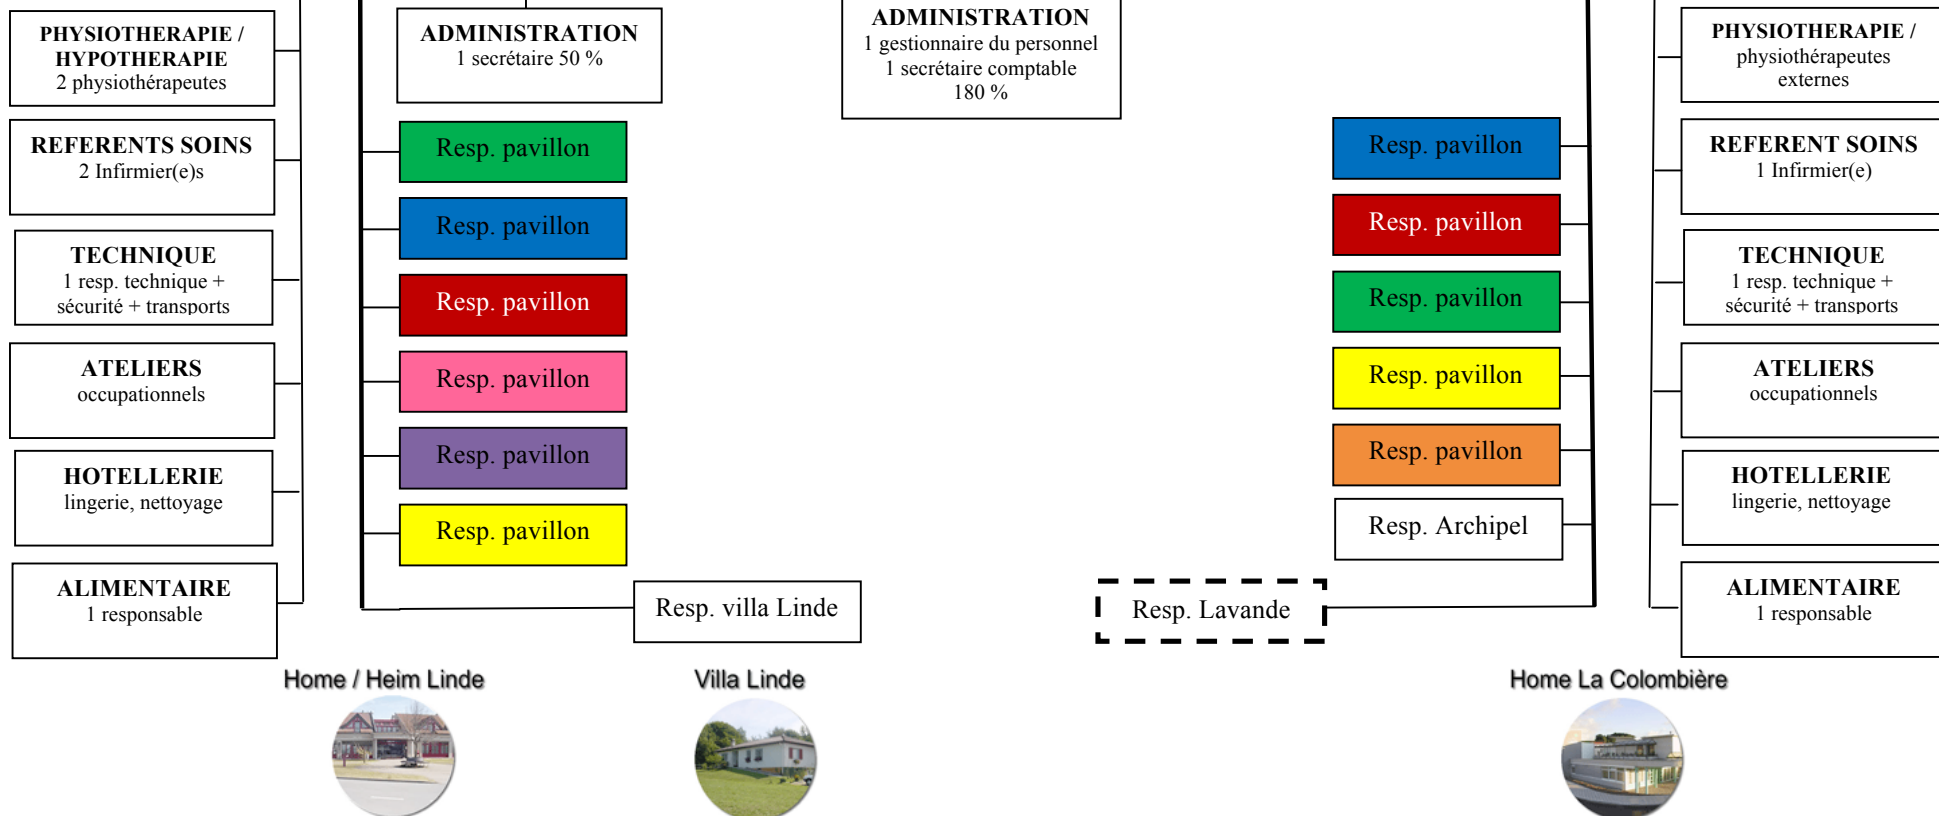 PHYSIOTHERAPIE /
HYPOTHERAPIE
2 physiothérapeutes
REFERENTS SOINS
2 Infirmier(e)s
TECHNIQUE
1 resp. technique +
sécurité + transports
ATELIERS
occupationnels
HOTELLERIE
lingerie, nettoyage
ALIMENTAIRE
1 responsable
ADMINISTRATION
1 secrétaire 50 %
Resp. pavillon
Resp. pavillon
Resp. pavillon
Resp. pavillon
Resp. pavillon
Resp. pavillon
Resp. villa Linde
ADMINISTRATION
1 gestionnaire du personnel
1 secrétaire comptable
180 %
Resp. pavillon
Resp. pavillon
Resp. pavillon
Resp. pavillon
Resp. pavillon
Resp. Archipel
Resp. Lavande
PHYSIOTHERAPIE /
physiothérapeutes
externes
REFERENT SOINS
1 Infirmier(e)
TECHNIQUE
1 resp. technique +
sécurité + transports
ATELIERS
occupationnels
HOTELLERIE
lingerie, nettoyage
ALIMENTAIRE
1 responsable
Home / Heim Linde
Villa Linde
Home La Colombière